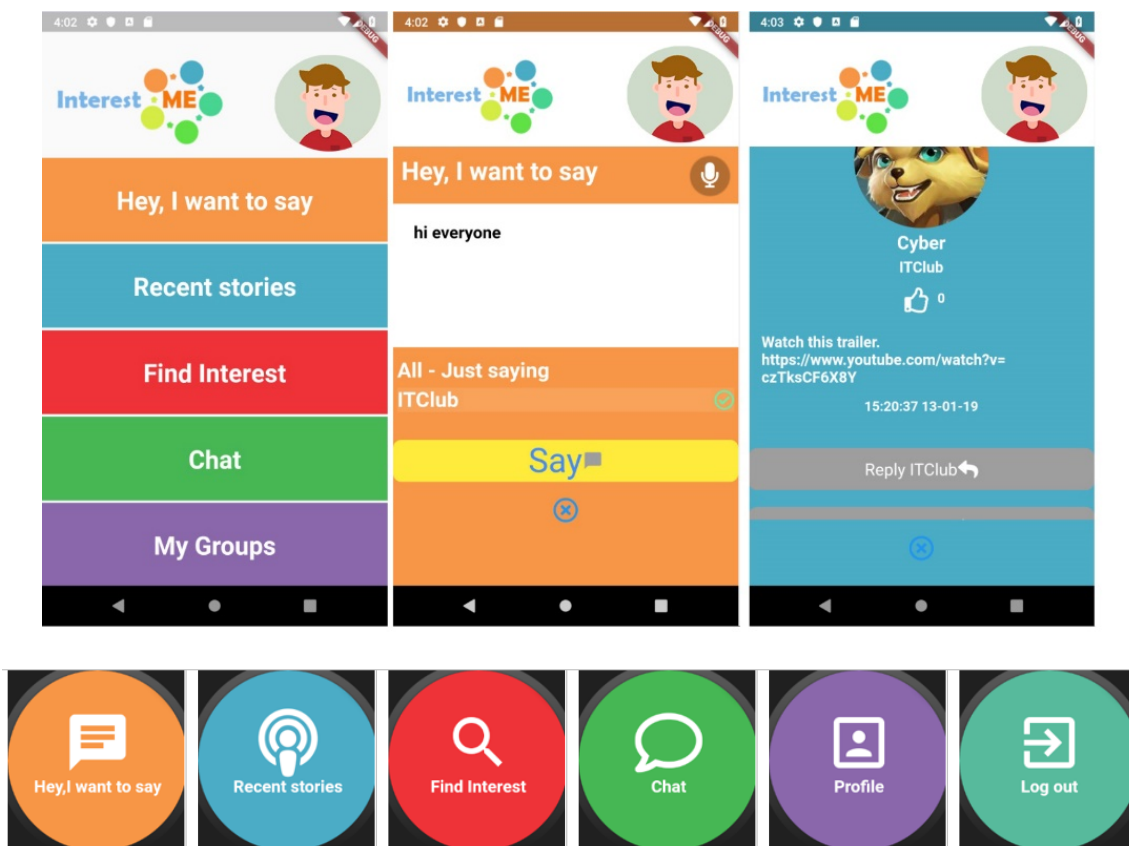 4:02
DEBUG
Interest ME
Hey, I want to say
Recent stories
Find Interest
Chat
My Groups
4:02
DEBUG
Interest ME
Hey, I want to say
hi everyone
All - Just saying
ITClub
Say
4:03
DEBUG
Interest ME
Cyber
ITClub
0
Watch this trailer.
https://www.youtube.com/watch?v=
czTksCF6X8Y
15:20:37 13-01-19
Reply ITClub
Hey,I want to say
Recent stories
Find Interest
Chat
Profile
Log out